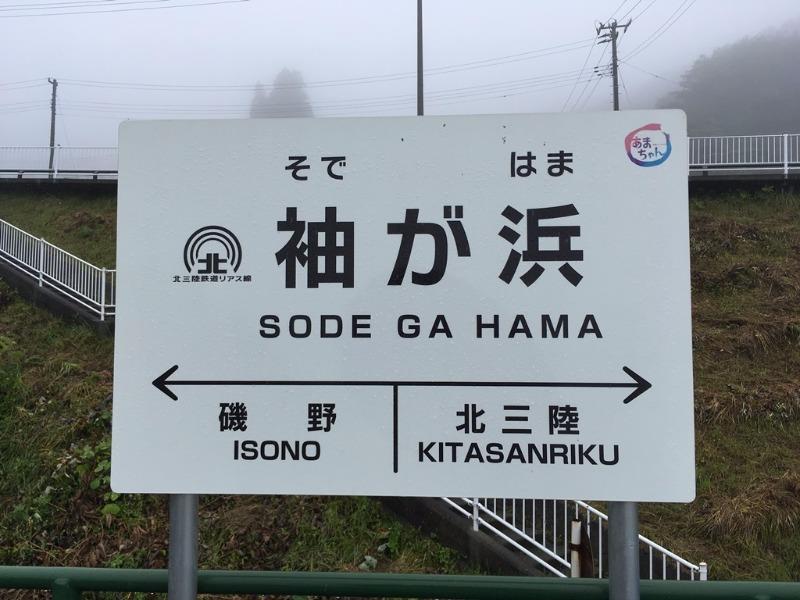 そで はま
あまちゃん
袖が浜
北
北三陸鉄道リアス線
SODE GA HAMA
磯野 北三陸
ISONO KITASANRIKU